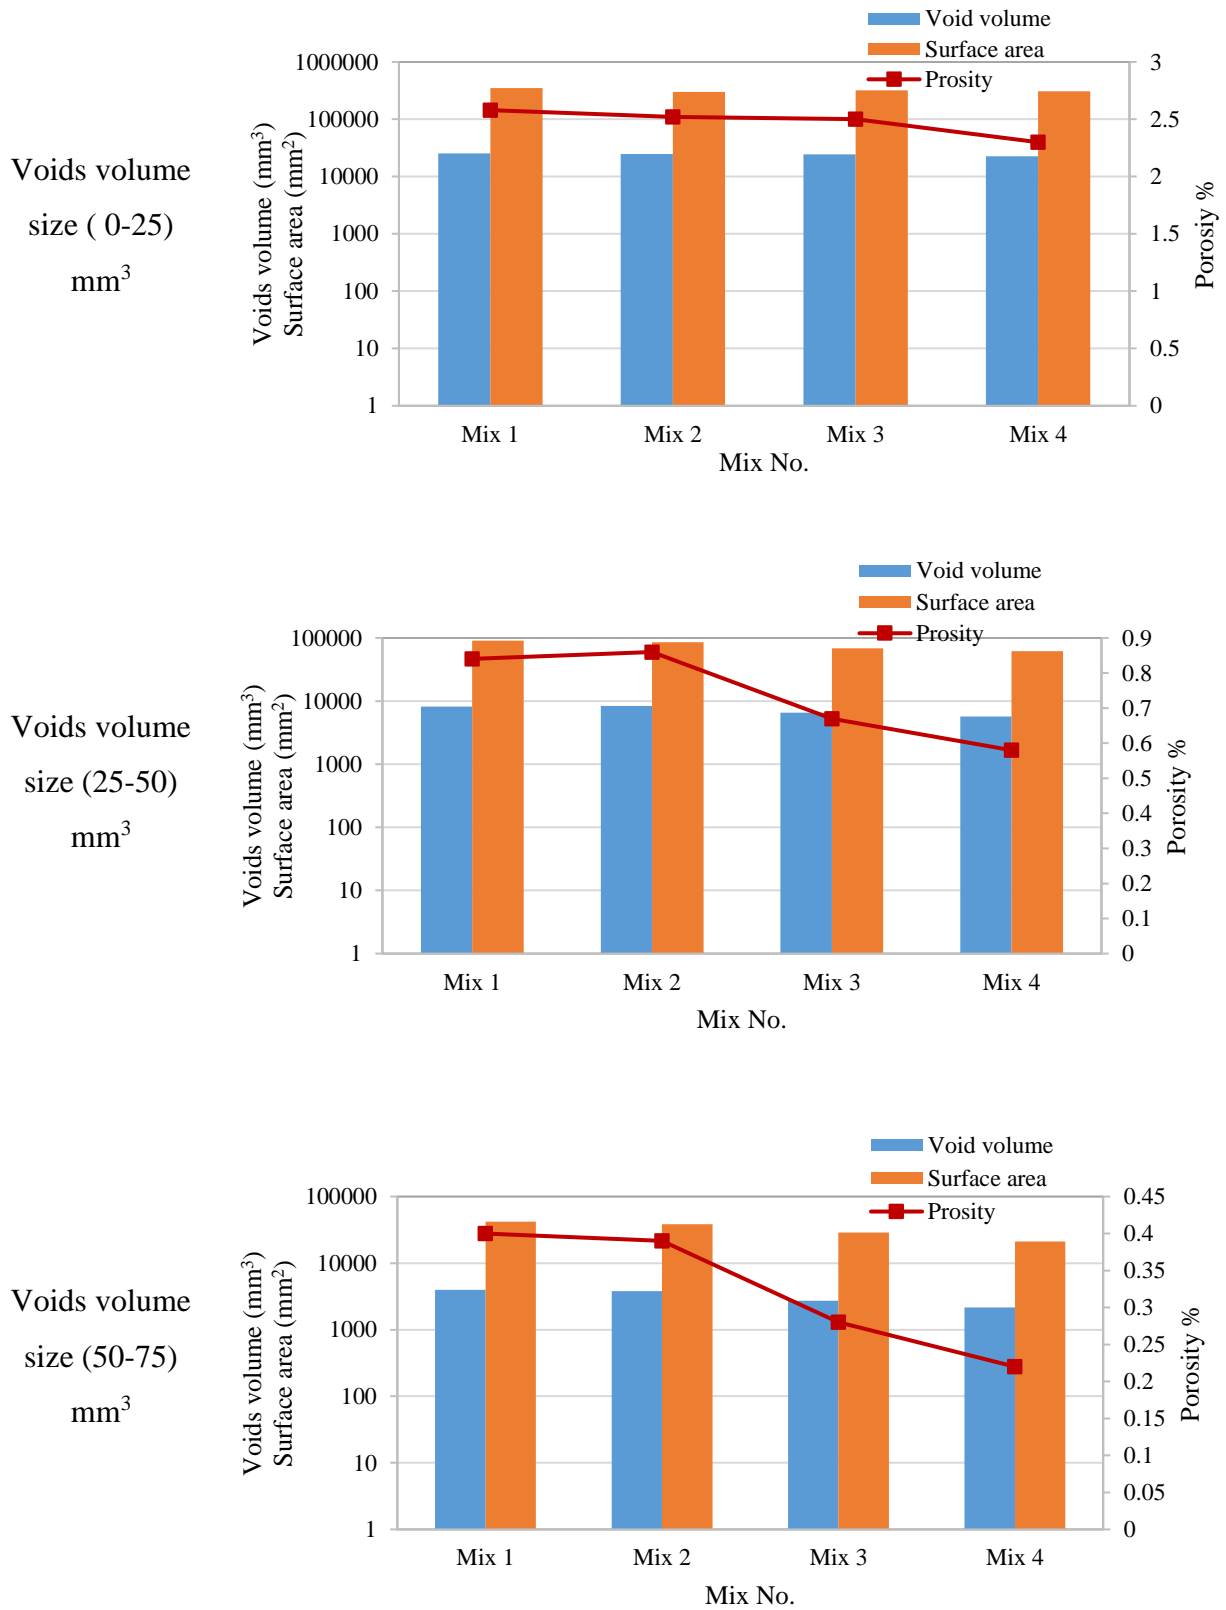 Void volume
Surface area
Prosity
Voids volume
size ( 0-25)
mm³
Voids volume (mm³)
Surface area (mm²)
1000000
100000
10000
1000
100
10
1
3
2.5
2
1.5
1
0.5
0
Porosiy %
Mix 1 Mix 2 Mix 3 Mix 4
Mix No.
Void volume
Surface area
Prosity
Voids volume
size (25-50)
mm³
Voids volume (mm³)
Surface area (mm²)
100000
10000
1000
100
10
1
0.9
0.8
0.7
0.6
0.5
0.4
0.3
0.2
0.1
0
Porosity %
Mix 1 Mix 2 Mix 3 Mix 4
Mix No.
Void volume
Surface area
Prosity
Voids volume
size (50-75)
mm³
Voids volume (mm³)
Surface area (mm²)
100000
10000
1000
100
10
1
0.45
0.4
0.35
0.3
0.25
0.2
0.15
0.1
0.05
0
Porosity %
Mix 1 Mix 2 Mix 3 Mix 4
Mix No.